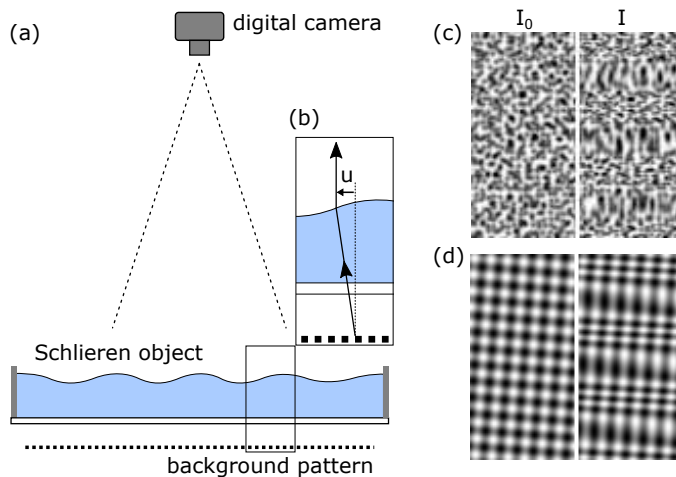 (a)
digital camera
(b)
u
Schlieren object
background pattern
(c)
I₀
I
(d)